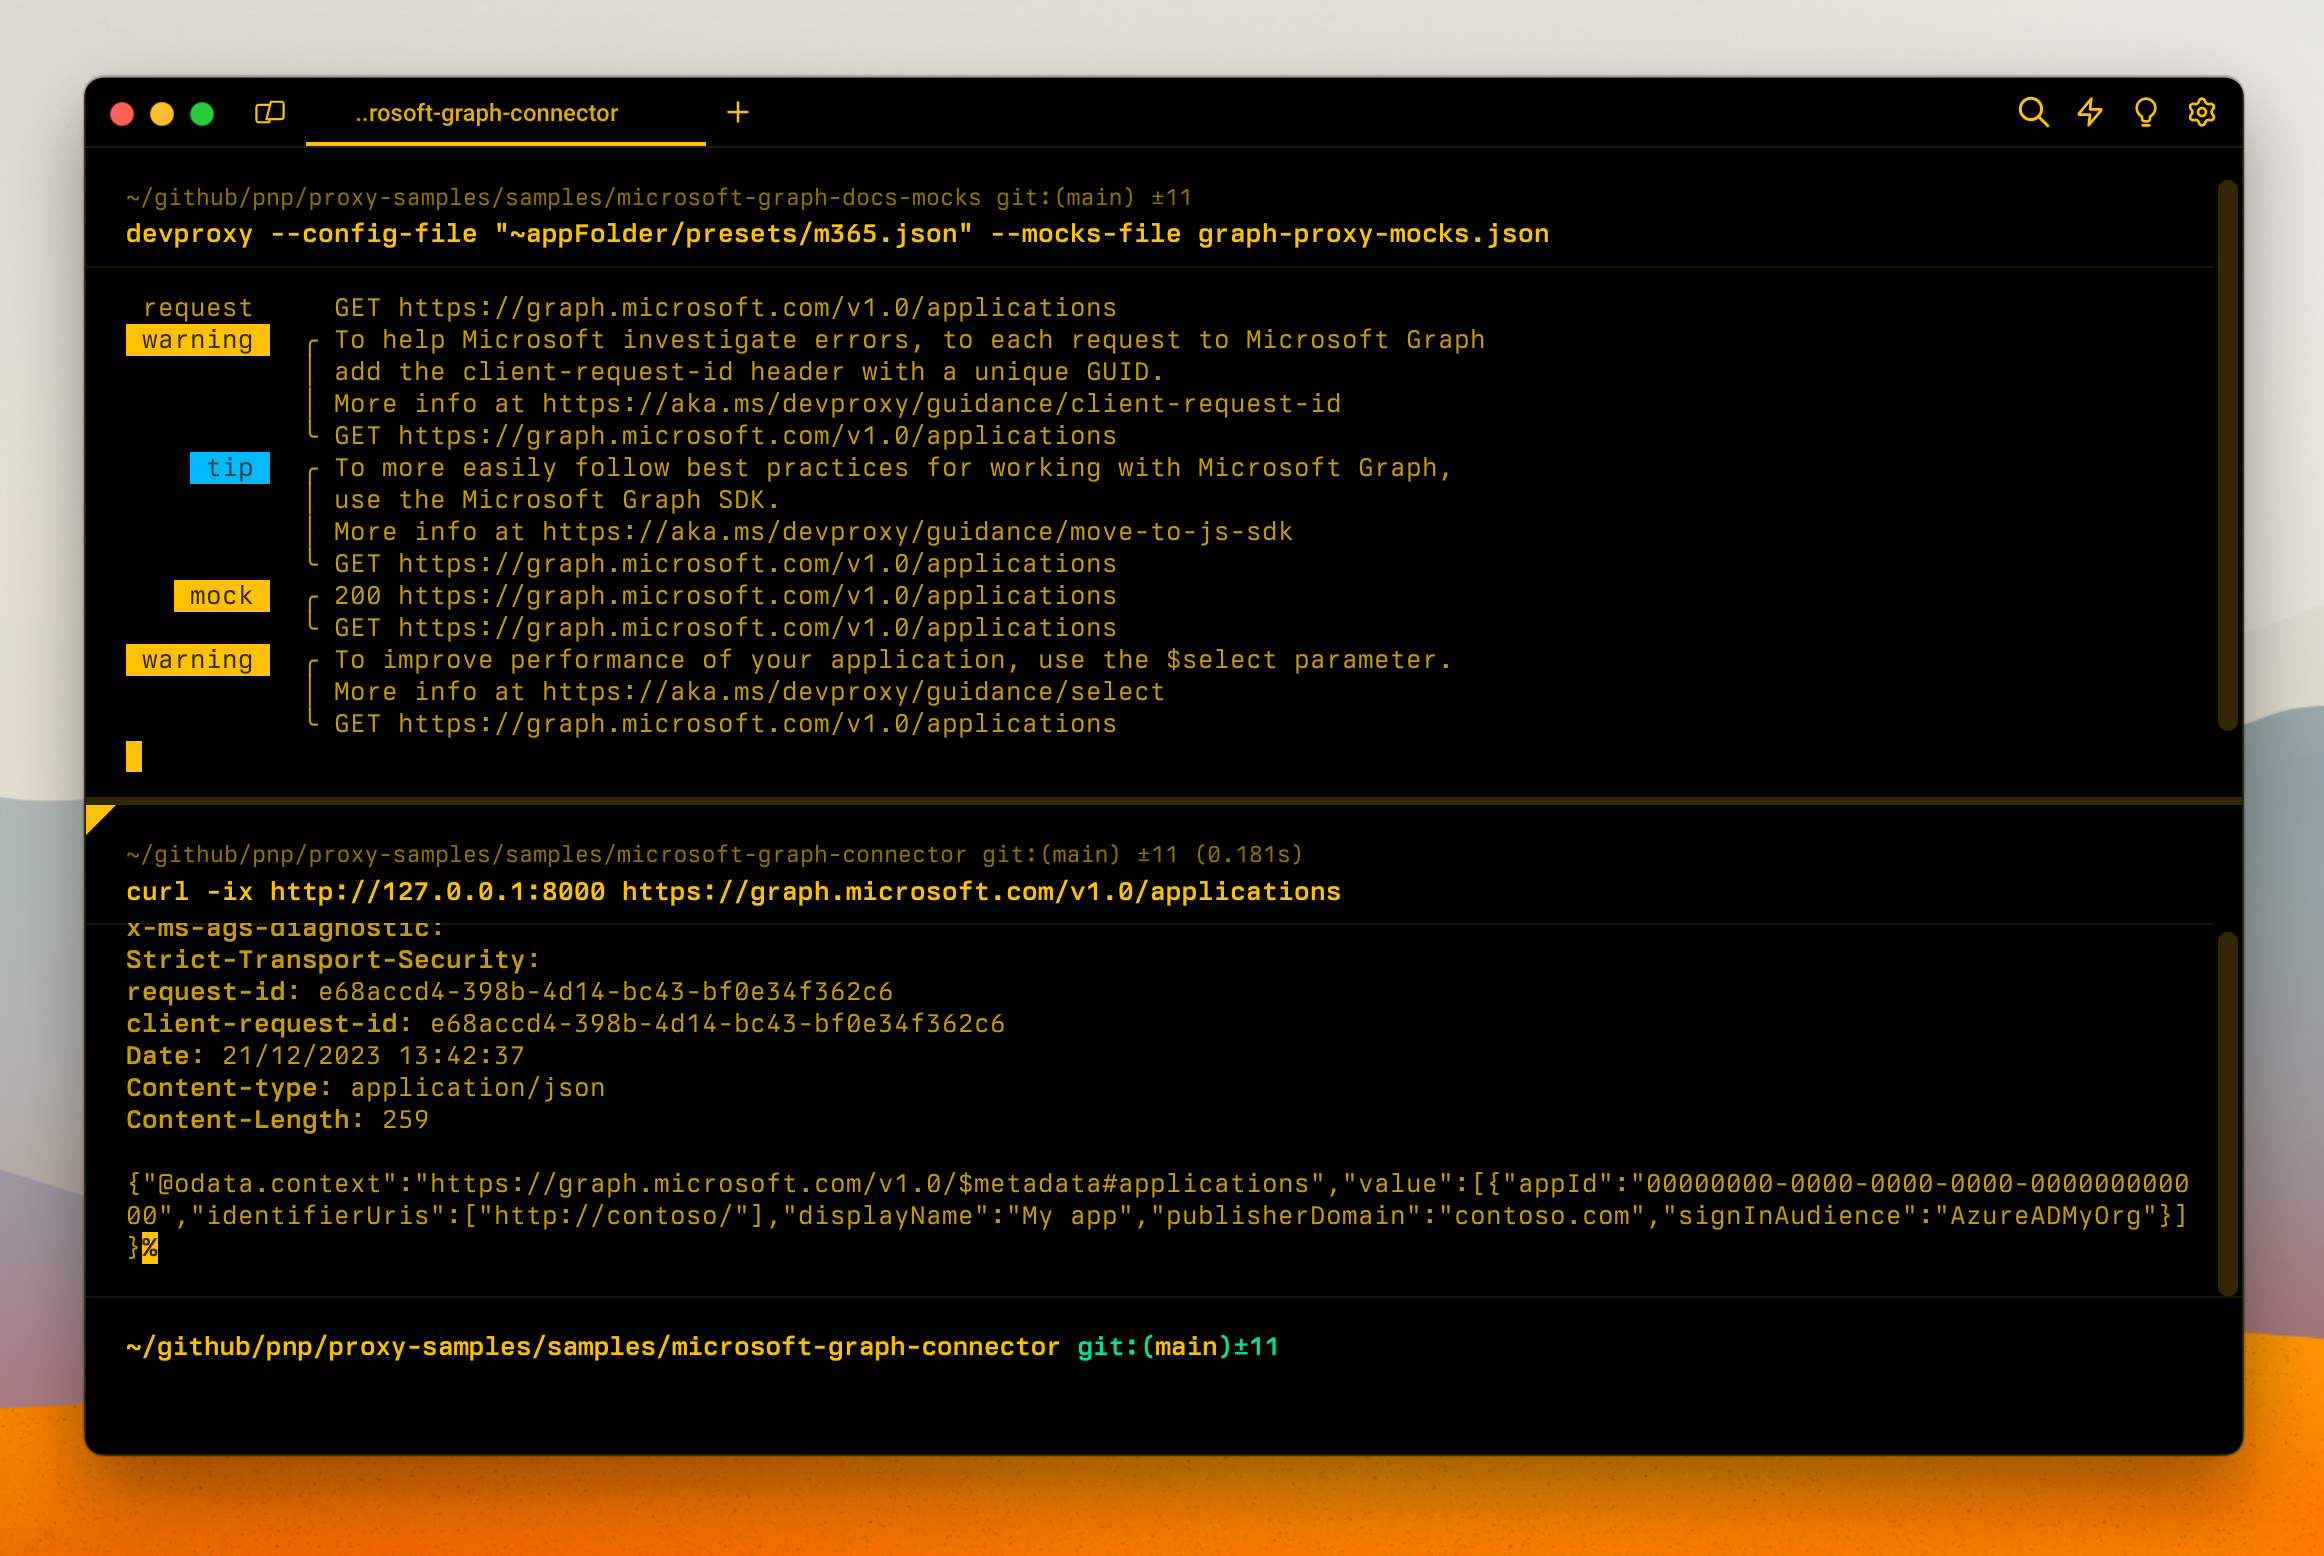 ..rosoft-graph-connector
~/github/pnp/proxy-samples/samples/microsoft-graph-docs-mocks git:(main) ±11
devproxy --config-file "~appFolder/presets/m365.json" --mocks-file graph-proxy-mocks.json
request GET https://graph.microsoft.com/v1.0/applications
warning To help Microsoft investigate errors, to each request to Microsoft Graph
add the client-request-id header with a unique GUID.
More info at https://aka.ms/devproxy/guidance/client-request-id
GET https://graph.microsoft.com/v1.0/applications
tip To more easily follow best practices for working with Microsoft Graph,
use the Microsoft Graph SDK.
More info at https://aka.ms/devproxy/guidance/move-to-js-sdk
GET https://graph.microsoft.com/v1.0/applications
mock 200 https://graph.microsoft.com/v1.0/applications
GET https://graph.microsoft.com/v1.0/applications
warning To improve performance of your application, use the $select parameter.
More info at https://aka.ms/devproxy/guidance/select
GET https://graph.microsoft.com/v1.0/applications
~/github/pnp/proxy-samples/samples/microsoft-graph-connector git:(main) ±11 (0.181s)
curl -ix http://127.0.0.1:8000 https://graph.microsoft.com/v1.0/applications
x-ms-ags-diagnostic:
Strict-Transport-Security:
request-id: e68accd4-398b-4d14-bc43-bf0e34f362c6
client-request-id: e68accd4-398b-4d14-bc43-bf0e34f362c6
Date: 21/12/2023 13:42:37
Content-type: application/json
Content-Length: 259
{"@odata.context":"https://graph.microsoft.com/v1.0/$metadata#applications","value":[{"appId":"00000000-0000-0000-0000-0000000000
00","identifierUris":["http://contoso/"],"displayName":"My app","publisherDomain":"contoso.com","signInAudience":"AzureADMyOrg"}]
}%
~/github/pnp/proxy-samples/samples/microsoft-graph-connector git:(main)±11